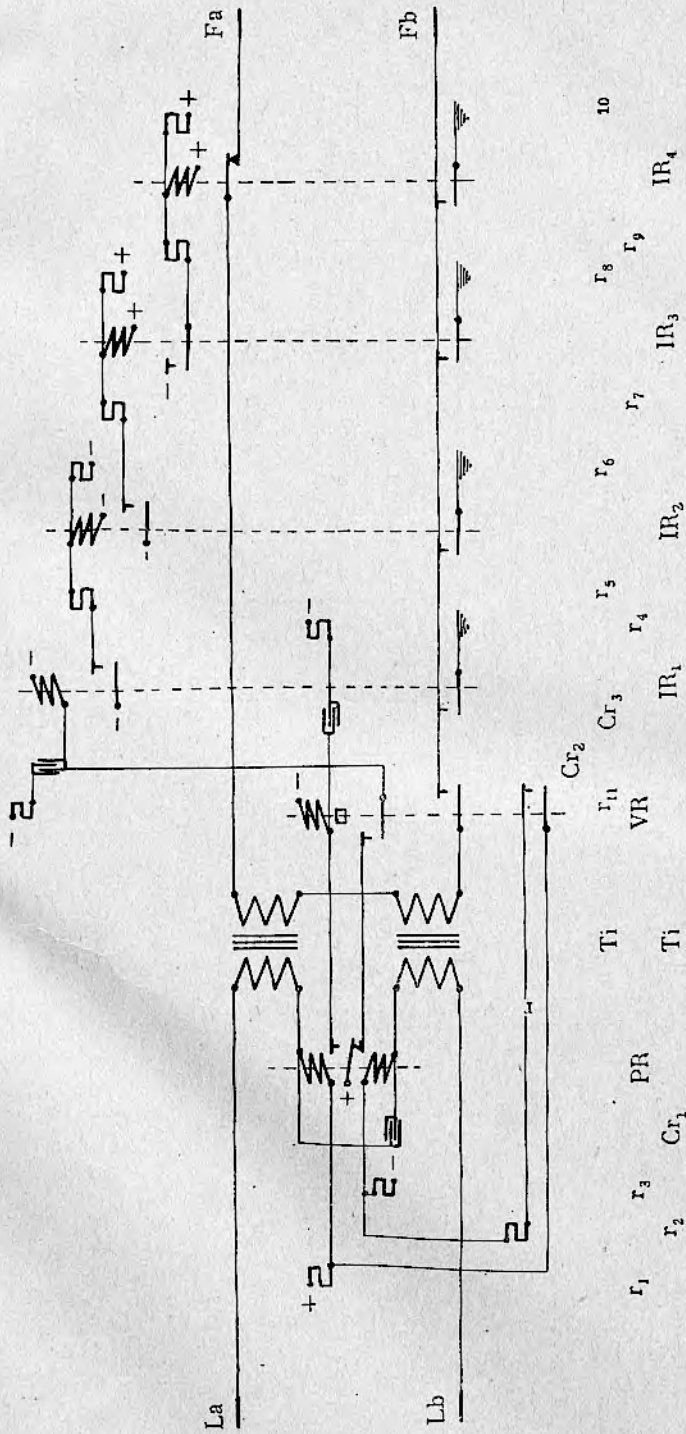 La
Fa
Lb
Fb
Cr₂
Ti r₁₁ Cr₃ r₅ r₆ r₈ 10
r₁ r₃ PR VR r₄ r₇ r₉
r₂ Cr₁ Ti IR₁ IR₂ IR₃ IR₄